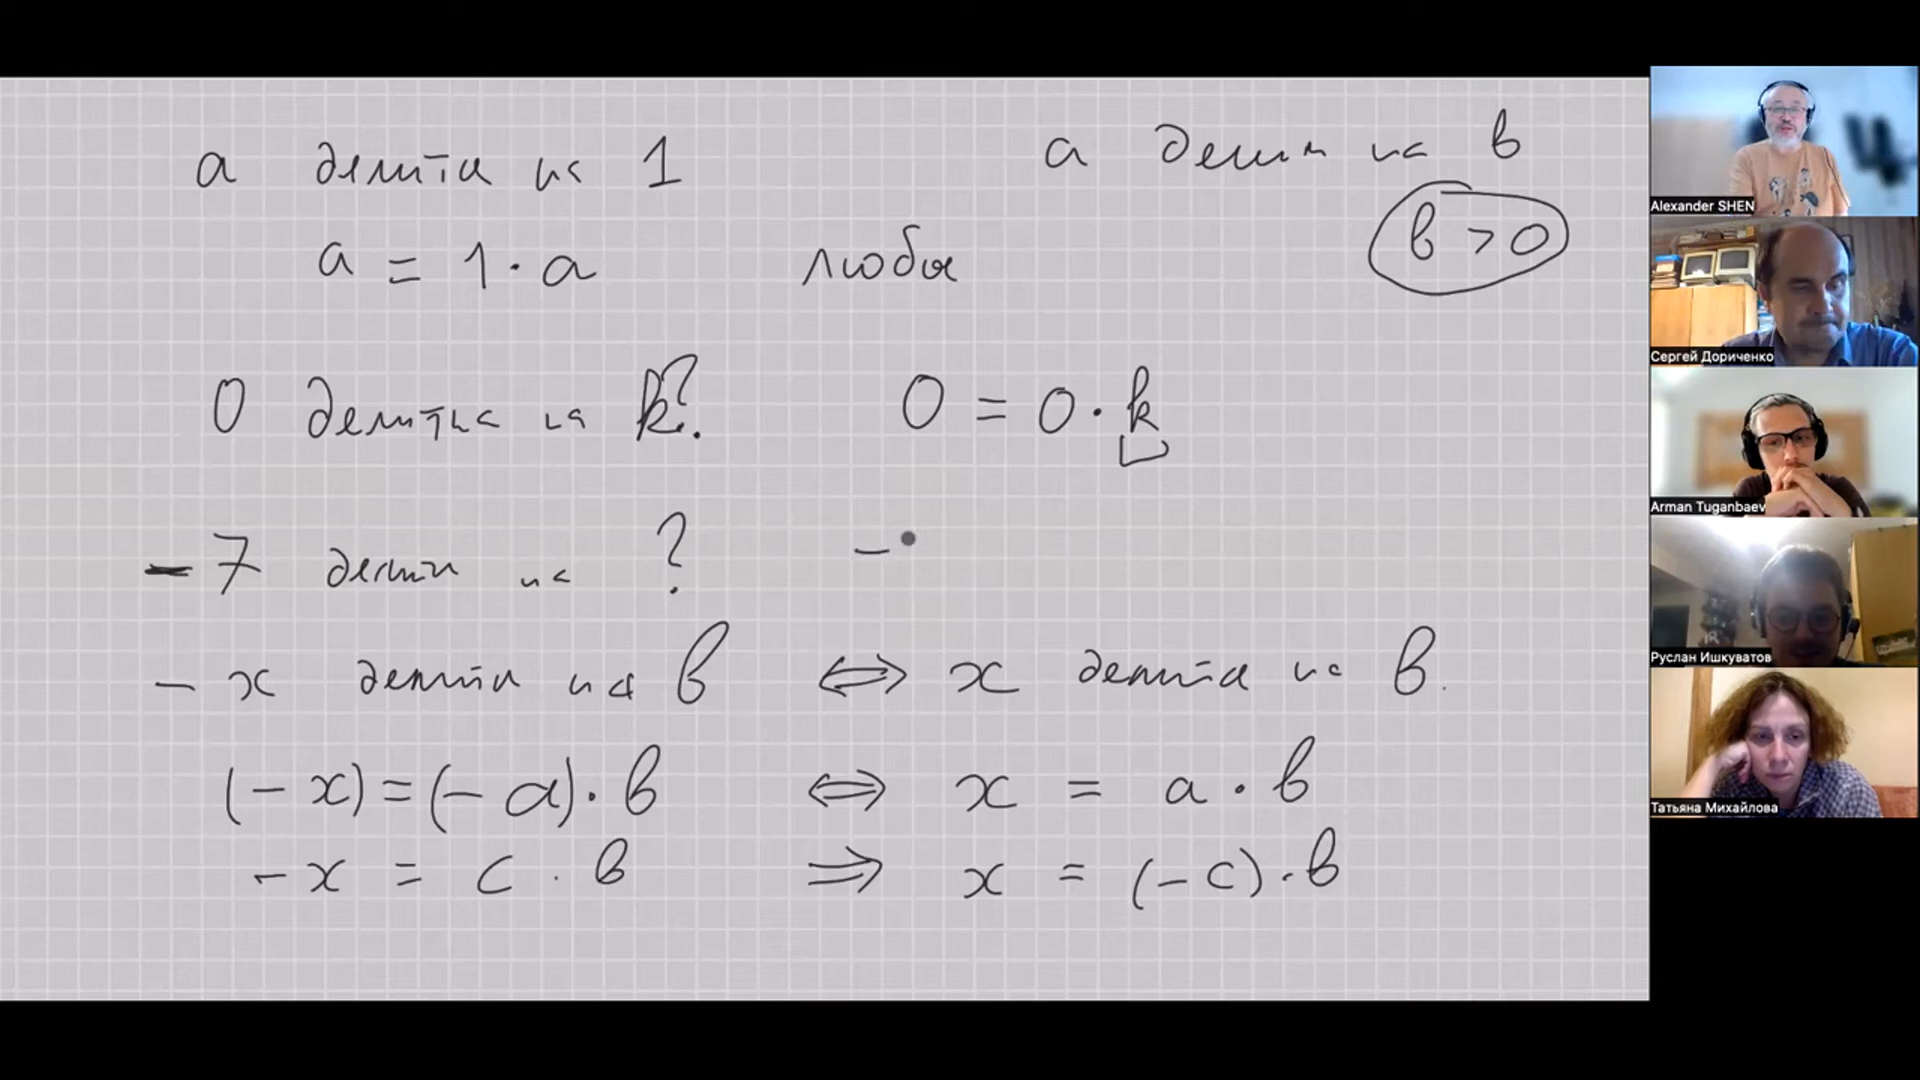 a делится на 1
a делим на b
a = 1 · a любое
b > 0
0 делится на k?
0 = 0 · k
-7 делится на ?
-
-x делится на b ⇔ x делится на b.
(-x) = (-a) · b ⇔ x = a · b
-x = c · b ⇒ x = (-c) · b
Alexander SHEN
Сергей Дориченко
Arman Tuganbaev
Руслан Ишкуватов
Татьяна Михайлова